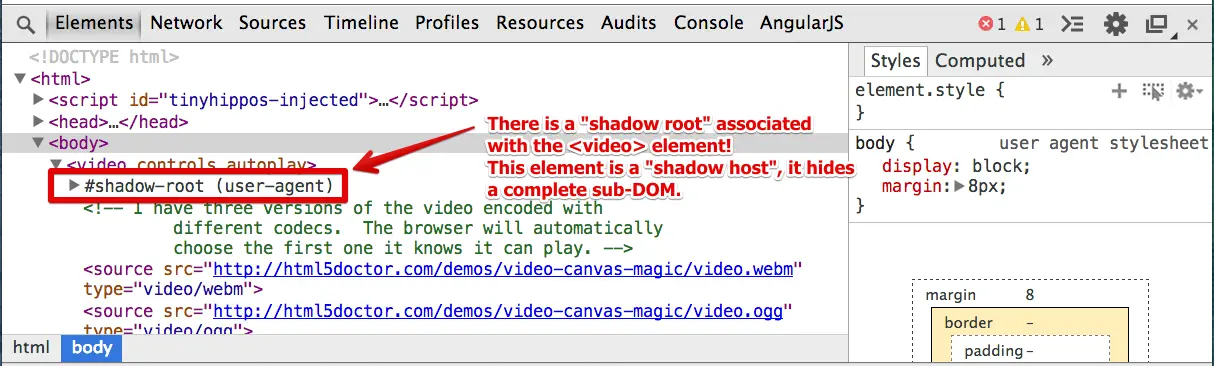 Elements Network Sources Timeline Profiles Resources Audits Console AngularJS 1 1
<!DOCTYPE html>
<html>
<script id="tinyhippos-injected">…</script>
<head>…</head>
<body>
<video controls autoplay>
#shadow-root (user-agent)
<!-- I have three versions of the video encoded with
different codecs.  The browser will automatically
choose the first one it knows it can play. -->
<source src="http://html5doctor.com/demos/video-canvas-magic/video.webm"
type="video/webm">
<source src="http://html5doctor.com/demos/video-canvas-magic/video.ogg"
type="video/ogg">
html body
There is a "shadow root" associated
with the <video> element!
This element is a "shadow host", it hides
a complete sub-DOM.
Styles Computed »
element.style {
}
body { user agent stylesheet
display: block;
margin: 8px;
}
margin 8
border -
padding -